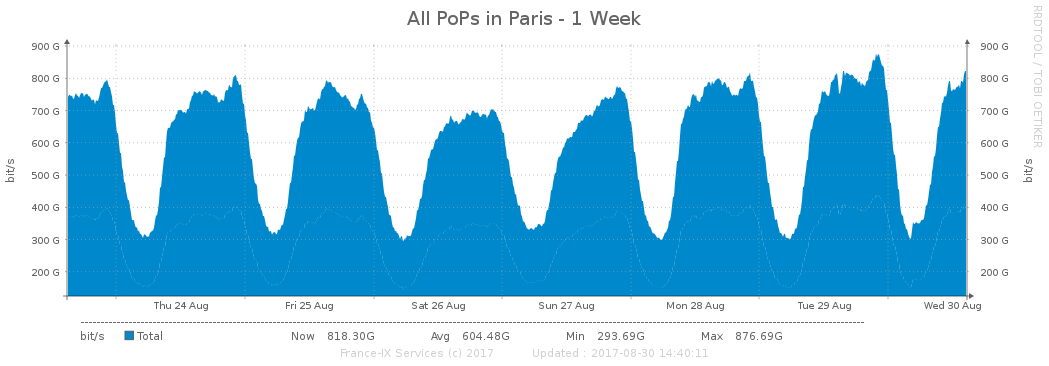 All PoPs in Paris - 1 Week
RRDTOOL / TOBI OETIKER
900 G 900 G
800 G 800 G
700 G 700 G
600 G 600 G
500 G 500 G
400 G 400 G
300 G 300 G
200 G 200 G
bit/s bit/s
Thu 24 Aug Fri 25 Aug Sat 26 Aug Sun 27 Aug Mon 28 Aug Tue 29 Aug Wed 30 Aug
bit/s Total Now 818.30G Avg 604.48G Min 293.69G Max 876.69G
France-IX Services (c) 2017 Updated : 2017-08-30 14:40:11